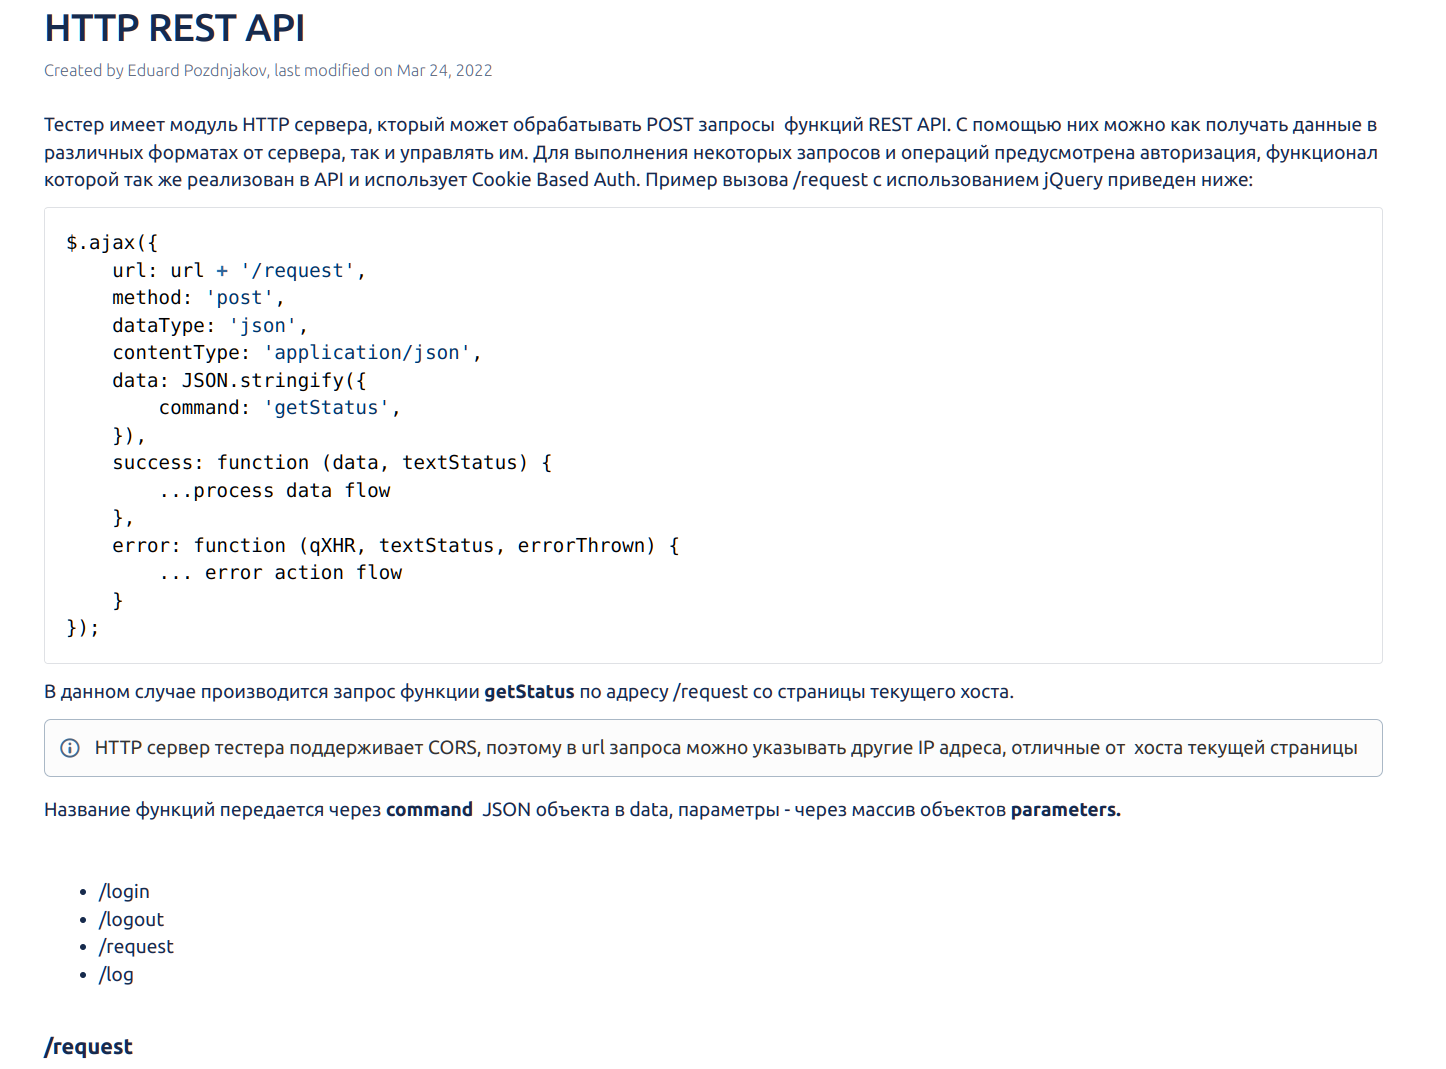 HTTP REST API
Created by Eduard Pozdnjakov, last modified on Mar 24, 2022
Тестер имеет модуль HTTP сервера, кторый может обрабатывать POST запросы  функций REST API. С помощью них можно как получать данные в
различных форматах от сервера, так и управлять им. Для выполнения некоторых запросов и операций предусмотрена авторизация, функционал
которой так же реализован в API и использует Cookie Based Auth. Пример вызова /request с использованием jQuery приведен ниже:
$.ajax({
    url: url + '/request',
    method: 'post',
    dataType: 'json',
    contentType: 'application/json',
    data: JSON.stringify({
        command: 'getStatus',
    }),
    success: function (data, textStatus) {
        ...process data flow
    },
    error: function (qXHR, textStatus, errorThrown) {
        ... error action flow
    }
});
В данном случае производится запрос функции getStatus по адресу /request со страницы текущего хоста.
HTTP сервер тестера поддерживает CORS, поэтому в url запроса можно указывать другие IP адреса, отличные от  хоста текущей страницы
Название функций передается через command  JSON объекта в data, параметры - через массив объектов parameters.
• /login
• /logout
• /request
• /log
/request